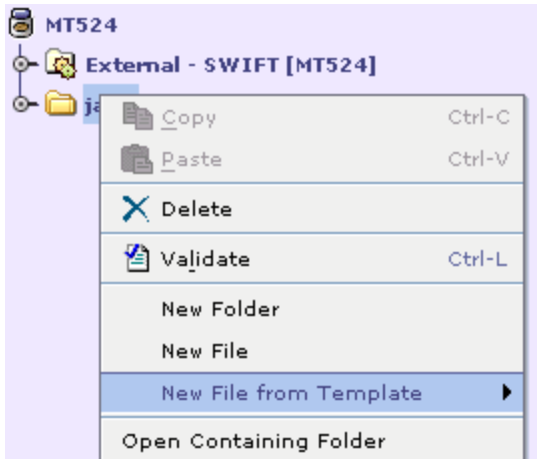 MT524
External - SWIFT [MT524]
Copy Ctrl-C
Paste Ctrl-V
Delete
Validate Ctrl-L
New Folder
New File
New File from Template
Open Containing Folder